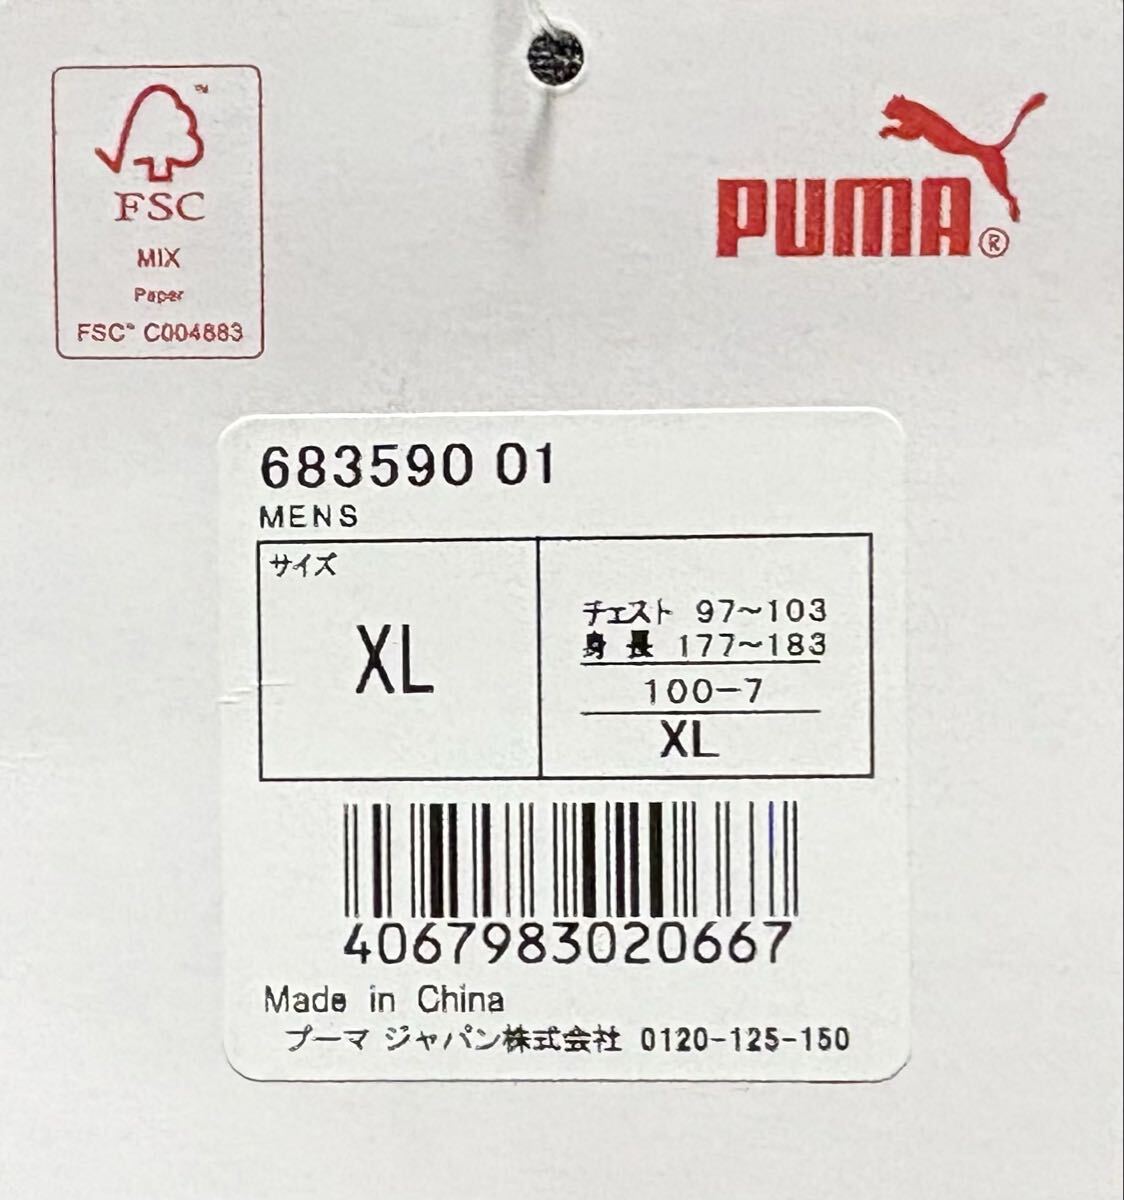 ™
FSC
MIX
Paper
FSC® C004883
PUMA®
683590 01
MENS
サイズ
XL
チェスト 97~103
身長 177~183
100-7
XL
4067983020667
Made in China
プーマ ジャパン株式会社 0120-125-150